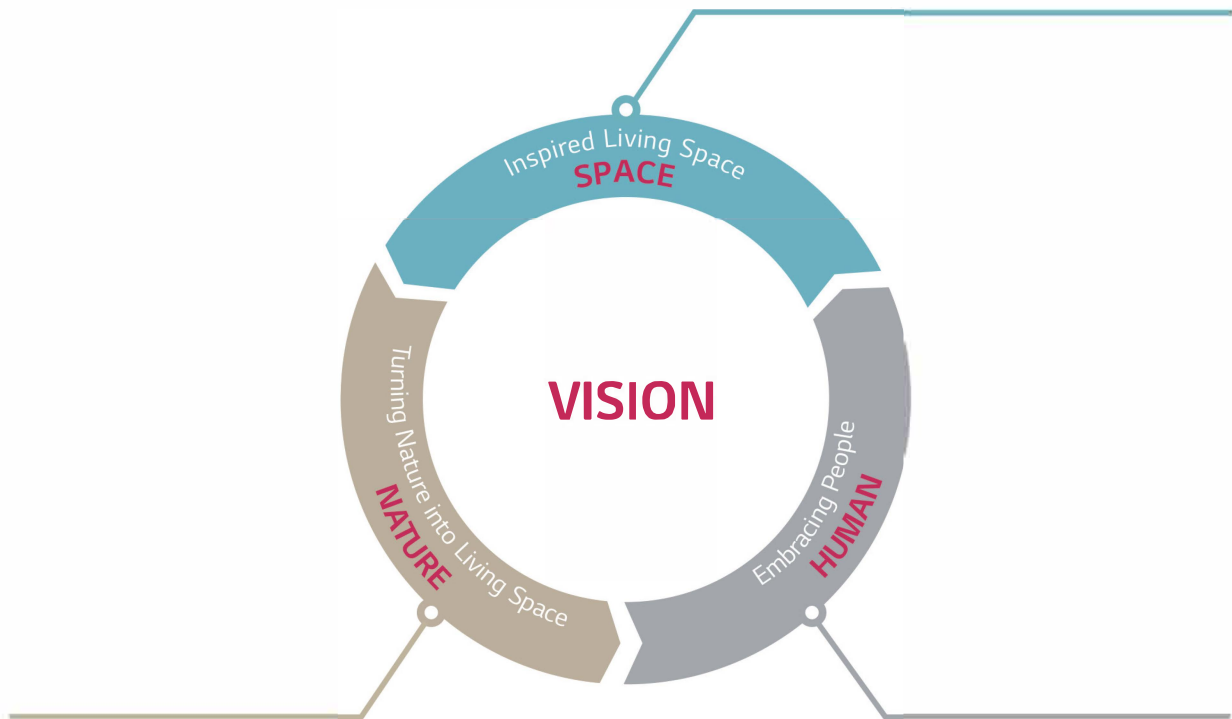 Inspired Living Space
SPACE
VISION
Turning Nature into Living Space
NATURE
Embracing People
HUMAN